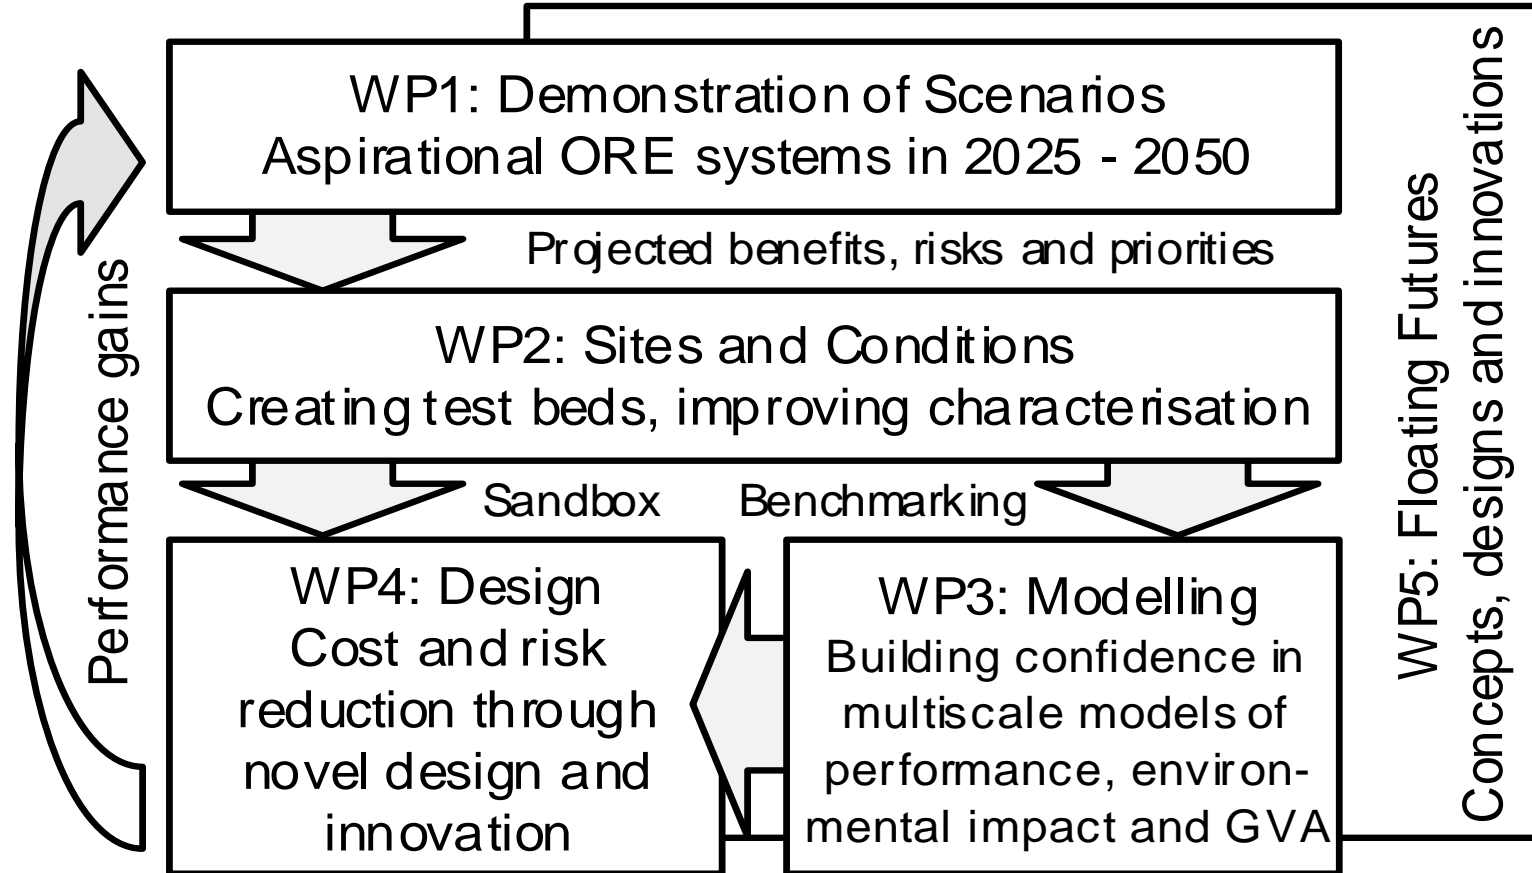 WP1: Demonstration of Scenarios
Aspirational ORE systems in 2025 - 2050
Projected benefits, risks and priorities
WP2: Sites and Conditions
Creating test beds, improving characterisation
Sandbox
Benchmarking
WP4: Design
Cost and risk
reduction through
novel design and
innovation
WP3: Modelling
Building confidence in
multiscale models of
performance, environ-
mental impact and GVA
Performance gains
WP5: Floating Futures
Concepts, designs and innovations